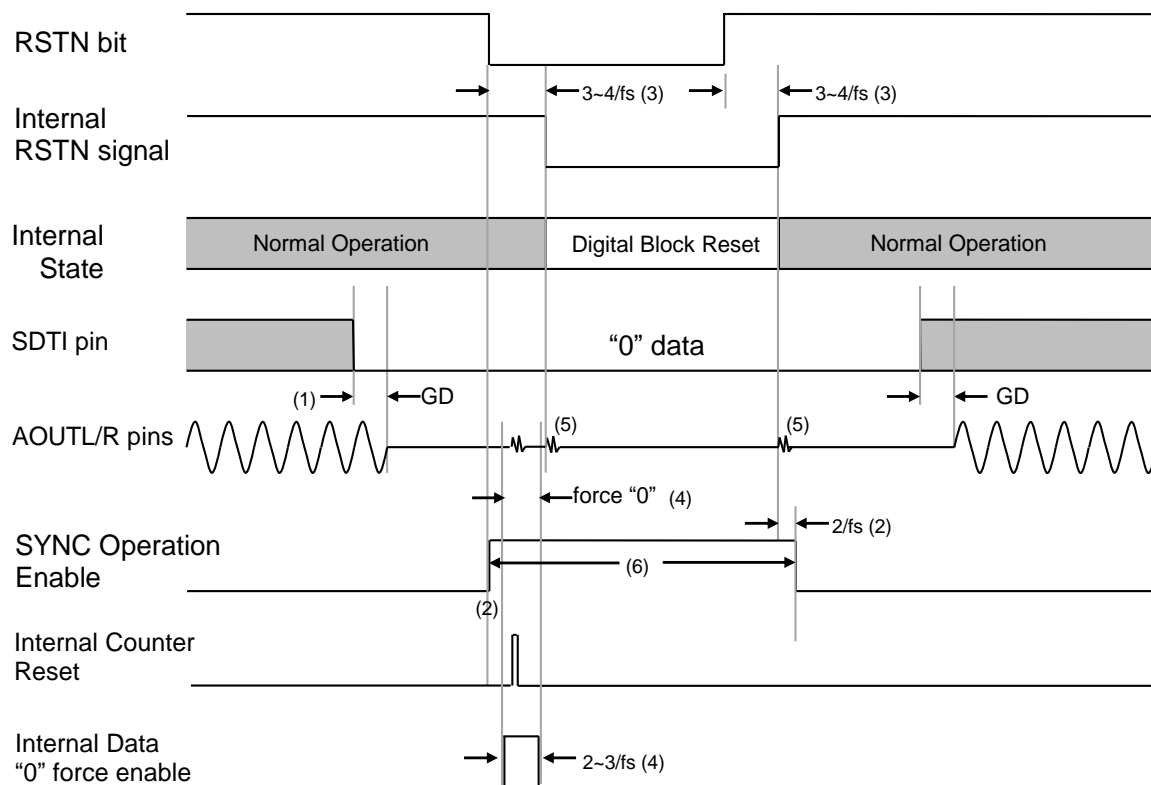 RSTN bit
3~4/fs (3)
3~4/fs (3)
Internal
RSTN signal
Internal
State
Normal Operation
Digital Block Reset
Normal Operation
SDTI pin
“0” data
(1)
GD
GD
AOUTL/R pins
(5)
(5)
force “0” (4)
2/fs (2)
SYNC Operation
Enable
(6)
(2)
Internal Counter
Reset
Internal Data
“0” force enable
2~3/fs (4)